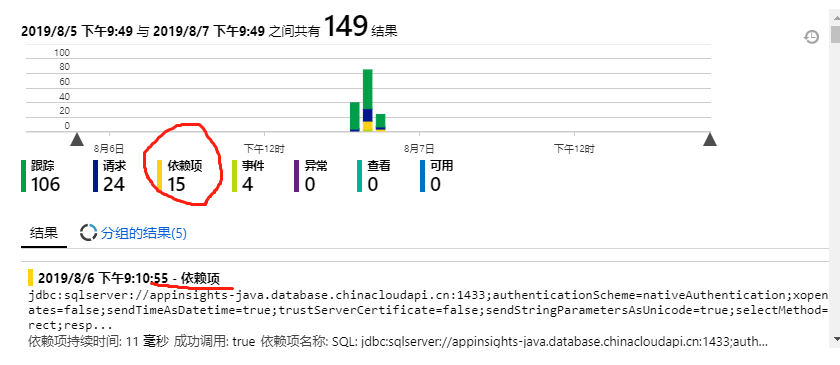 2019/8/5 下午9:49 与 2019/8/7 下午9:49 之间共有 149 结果
100
80
60
40
20
0
8月6日 下午12时 8月7日 下午12时
跟踪 请求 依赖项 事件 异常 查看 可用
106 24 15 4 0 0 0
结果 分组的结果(5)
2019/8/6 下午9:10:55 - 依赖项
jdbc:sqlserver://appinsights-java.database.chinacloudapi.cn:1433;authenticationScheme=nativeAuthentication;xopen
ates=false;sendTimeAsDatetime=true;trustServerCertificate=false;sendStringParametersAsUnicode=true;selectMethod=
rect;resp...
依赖项持续时间: 11 毫秒 成功调用: true 依赖项名称: SQL: jdbc:sqlserver://appinsights-java.database.chinacloudapi.cn:1433;auth...